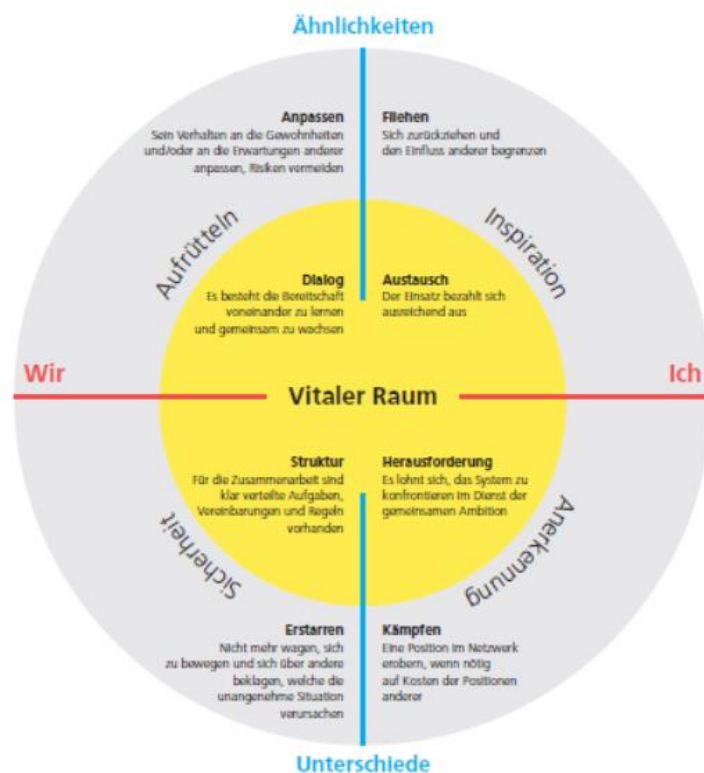 Ähnlichkeiten
Anpassen
Sein Verhalten an die Gewohnheiten
und/oder an die Erwartungen anderer
anpassen, Risiken vermeiden
Fliehen
Sich zurückziehen und
den Einfluss anderer begrenzen
Aufrütteln
Inspiration
Dialog
Es besteht die Bereitschaft
voneinander zu lernen
und gemeinsam zu wachsen
Austausch
Der Einsatz bezahlt sich
ausreichend aus
Wir
Vitaler Raum
Ich
Struktur
Für die Zusammenarbeit sind
klar verteilte Aufgaben,
Vereinbarungen und Regeln
vorhanden
Herausforderung
Es lohnt sich, das System zu
konfrontieren im Dienst der
gemeinsamen Ambition
Sicherheit
Anerkennung
Erstarren
Nicht mehr wagen, sich
zu bewegen und sich über andere
beklagen, welche die
unangenehme Situation
verursachen
Kämpfen
Eine Position im Netzwerk
erobern, wenn nötig
auf Kosten der Positionen
anderer
Unterschiede